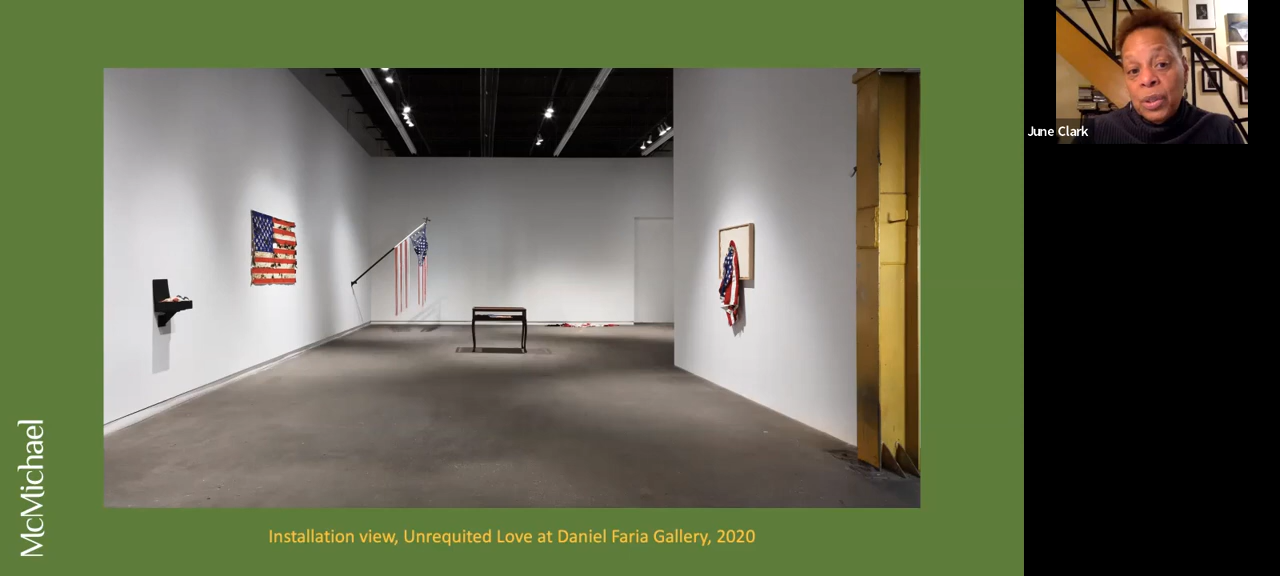 McMichael
Installation view, Unrequited Love at Daniel Faria Gallery, 2020
June Clark